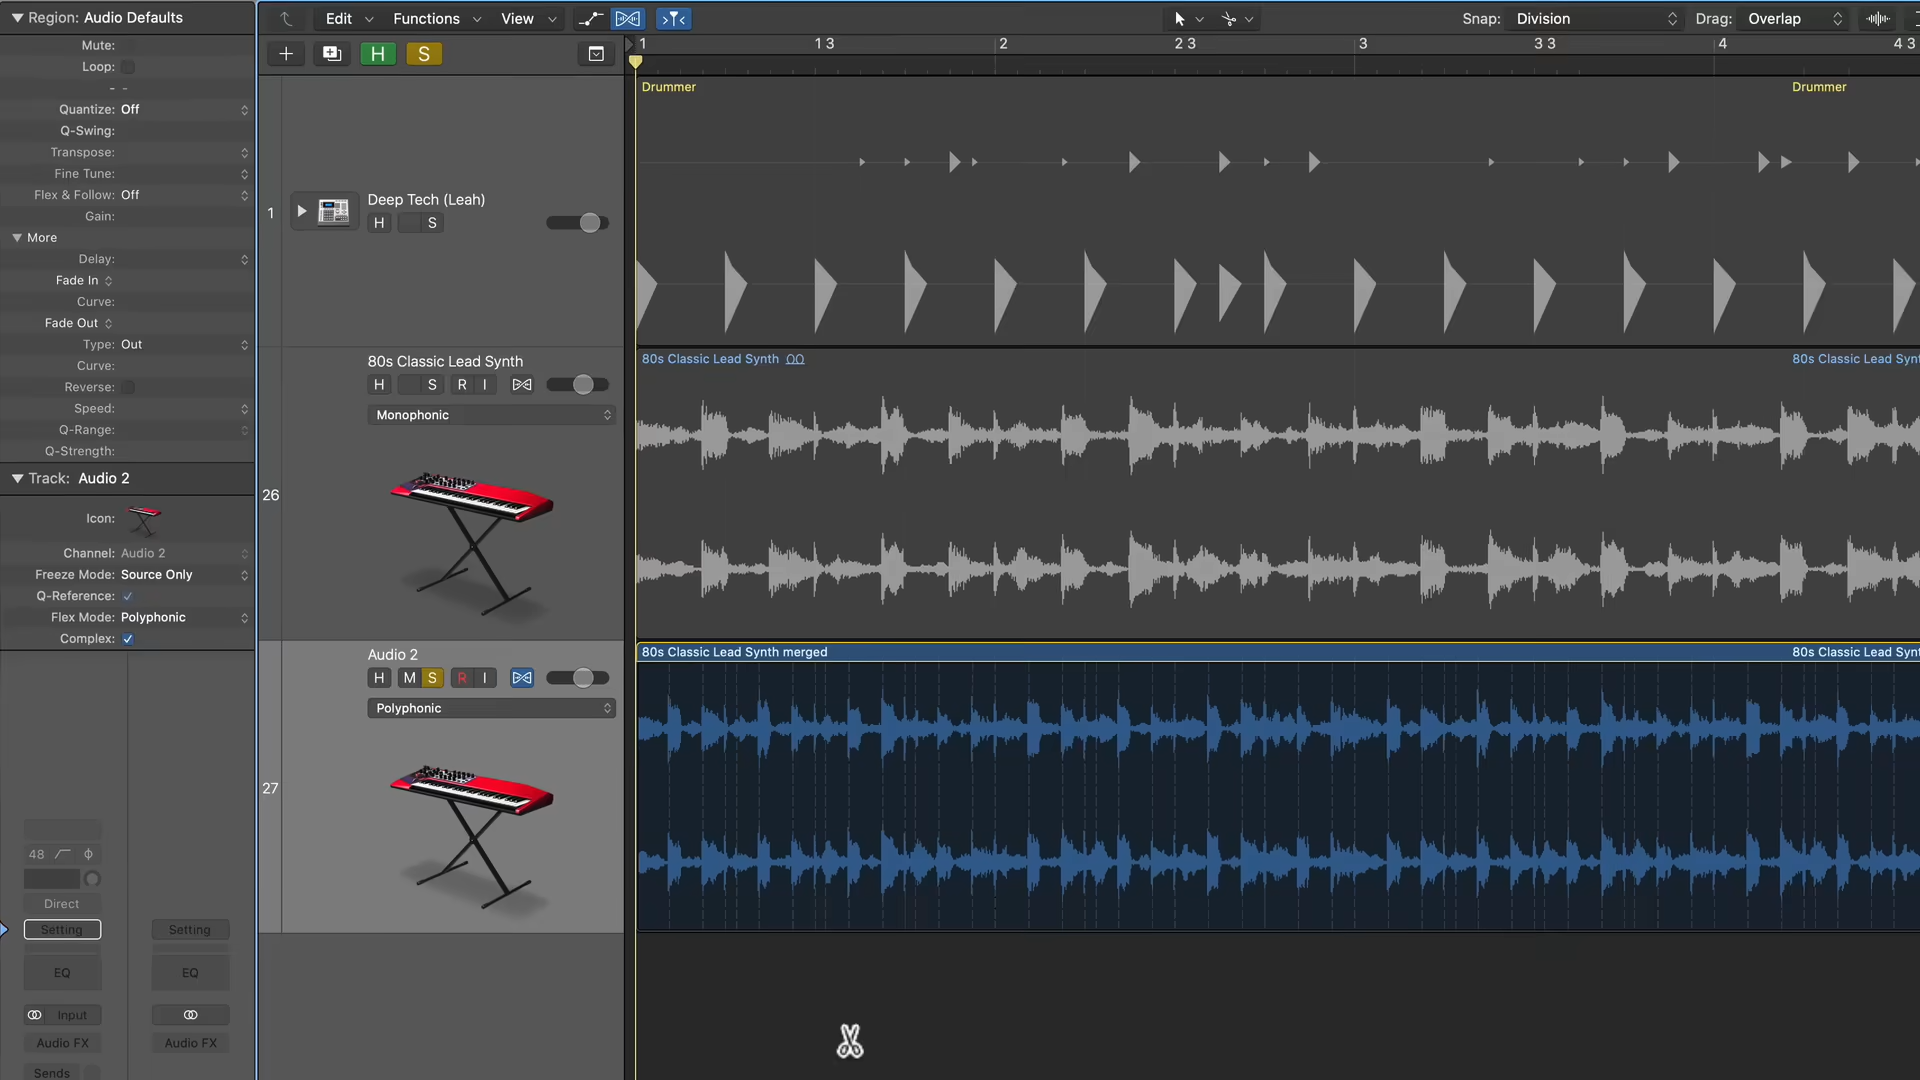 Region: Audio Defaults
Mute:
Loop:
- -
Quantize: Off
Q-Swing:
Transpose:
Fine Tune:
Flex & Follow: Off
Gain:
More
Delay:
Fade In
Curve:
Fade Out
Type: Out
Curve:
Reverse:
Speed:
Q-Range:
Q-Strength:
Track: Audio 2
Icon:
Channel: Audio 2
Freeze Mode: Source Only
Q-Reference:
Flex Mode: Polyphonic
Complex:
48
Direct
Setting Setting
EQ EQ
Input
Audio FX Audio FX
Sends
Edit Functions View
Snap: Division Drag: Overlap
H S
1 1 3 2 2 3 3 3 3 4 4 3
1
Deep Tech (Leah)
H S
Drummer Drummer
26
80s Classic Lead Synth
H S R I
Monophonic
80s Classic Lead Synth 80s Classic Lead Synt
27
Audio 2
H M S R I
Polyphonic
80s Classic Lead Synth merged 80s Classic Lead Synt